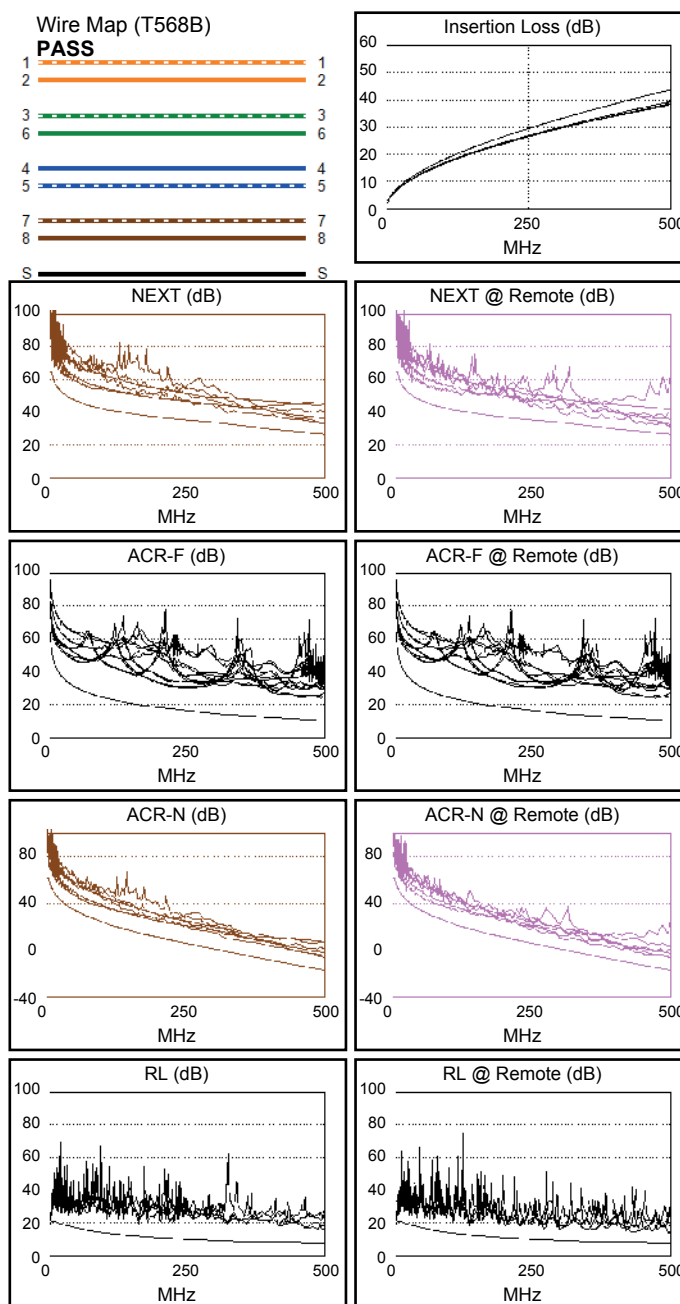 Wire Map (T568B)
PASS
1 1
2 2
3 3
6 6
4 4
5 5
7 7
8 8
S S
Insertion Loss (dB)
60
50
40
30
20
10
0
250 500
MHz
NEXT (dB)
100
80
60
40
20
0
0 250 500
MHz
NEXT @ Remote (dB)
100
80
60
40
20
0
0 250 500
MHz
ACR-F (dB)
100
80
60
40
20
0
0 250 500
MHz
ACR-F @ Remote (dB)
100
80
60
40
20
0
0 250 500
MHz
ACR-N (dB)
80
40
0
-40
0 250 500
MHz
ACR-N @ Remote (dB)
80
40
0
-40
0 250 500
MHz
RL (dB)
100
80
60
40
20
0
0 250 500
MHz
RL @ Remote (dB)
100
80
60
40
20
0
0 250 500
MHz